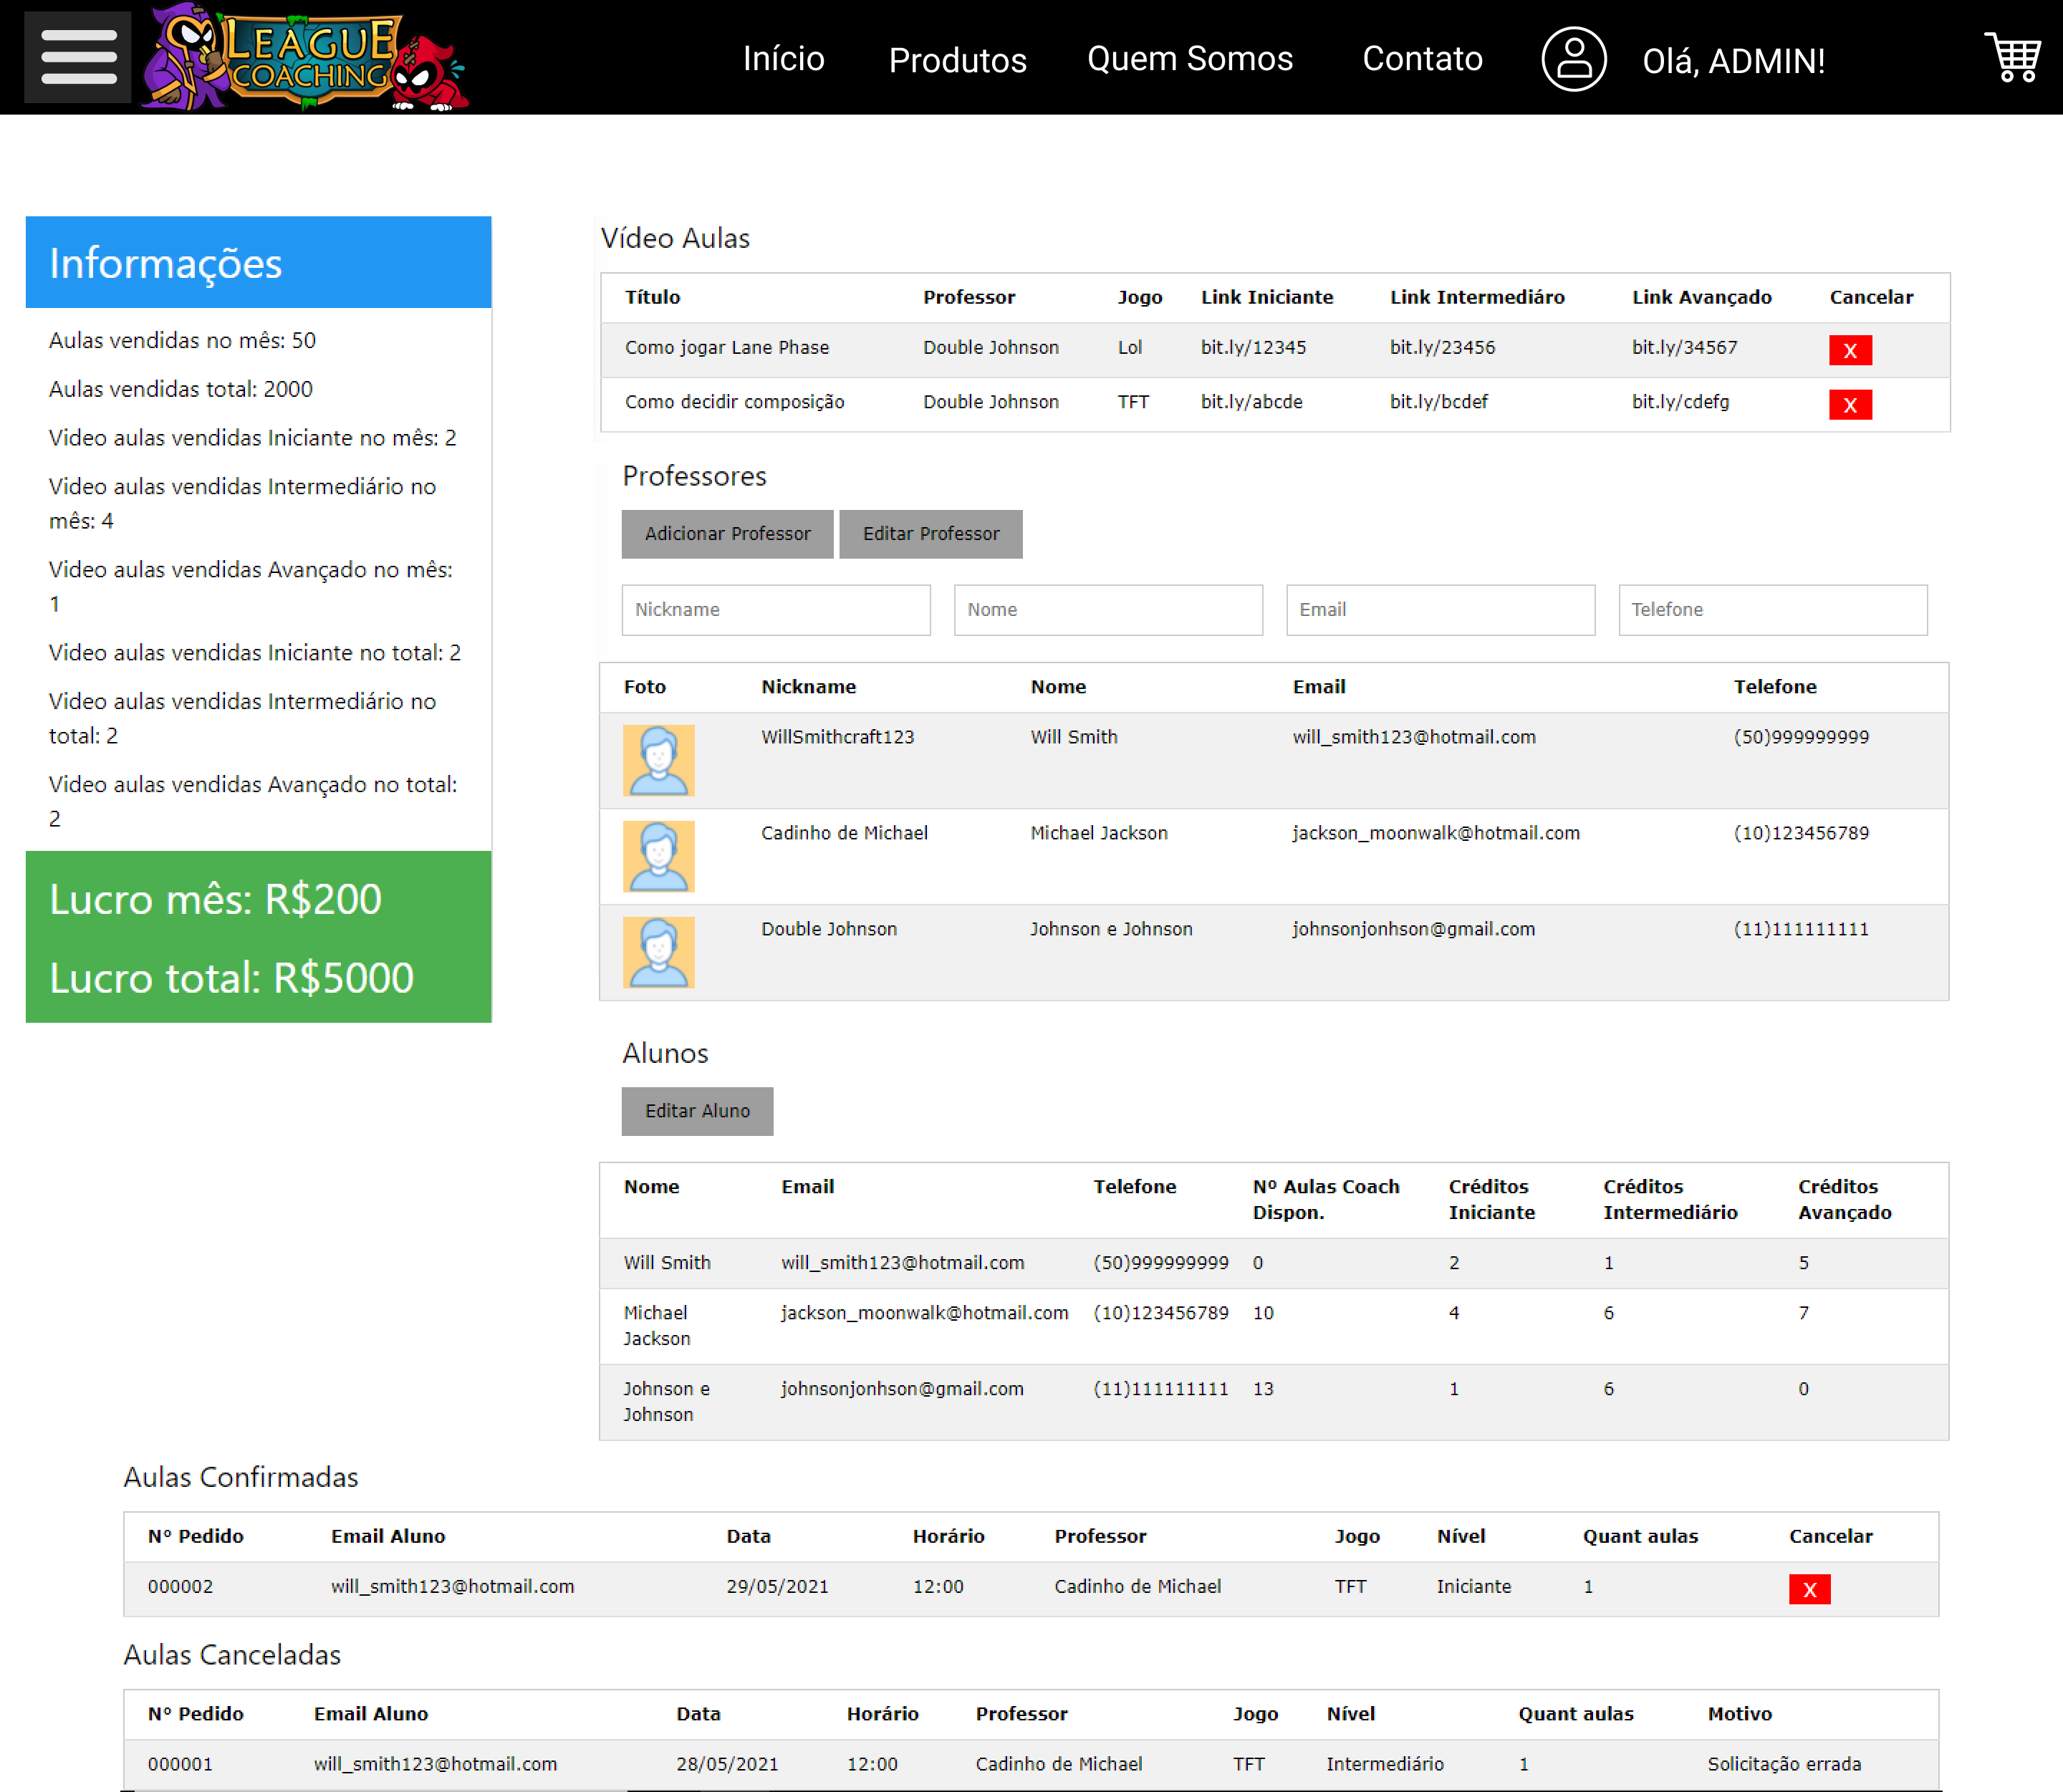 LEAGUE
COACHING
Início Produtos Quem Somos Contato Olá, ADMIN!
Informações
Aulas vendidas no mês: 50
Aulas vendidas total: 2000
Video aulas vendidas Iniciante no mês: 2
Video aulas vendidas Intermediário no
mês: 4
Video aulas vendidas Avançado no mês:
1
Video aulas vendidas Iniciante no total: 2
Video aulas vendidas Intermediário no
total: 2
Video aulas vendidas Avançado no total:
2
Lucro mês: R$200
Lucro total: R$5000
Vídeo Aulas
Título Professor Jogo Link Iniciante Link Intermediáro Link Avançado Cancelar
Como jogar Lane Phase Double Johnson Lol bit.ly/12345 bit.ly/23456 bit.ly/34567 X
Como decidir composição Double Johnson TFT bit.ly/abcde bit.ly/bcdef bit.ly/cdefg X
Professores
Adicionar Professor Editar Professor
Nickname Nome Email Telefone
Foto Nickname Nome Email Telefone
WillSmithcraft123 Will Smith will_smith123@hotmail.com (50)999999999
Cadinho de Michael Michael Jackson jackson_moonwalk@hotmail.com (10)123456789
Double Johnson Johnson e Johnson johnsonjonhson@gmail.com (11)111111111
Alunos
Editar Aluno
Nome Email Telefone Nº Aulas Coach Dispon. Créditos Iniciante Créditos Intermediário Créditos Avançado
Will Smith will_smith123@hotmail.com (50)999999999 0 2 1 5
Michael Jackson jackson_moonwalk@hotmail.com (10)123456789 10 4 6 7
Johnson e Johnson johnsonjonhson@gmail.com (11)111111111 13 1 6 0
Aulas Confirmadas
N° Pedido Email Aluno Data Horário Professor Jogo Nível Quant aulas Cancelar
000002 will_smith123@hotmail.com 29/05/2021 12:00 Cadinho de Michael TFT Iniciante 1 X
Aulas Canceladas
N° Pedido Email Aluno Data Horário Professor Jogo Nível Quant aulas Motivo
000001 will_smith123@hotmail.com 28/05/2021 12:00 Cadinho de Michael TFT Intermediário 1 Solicitação errada